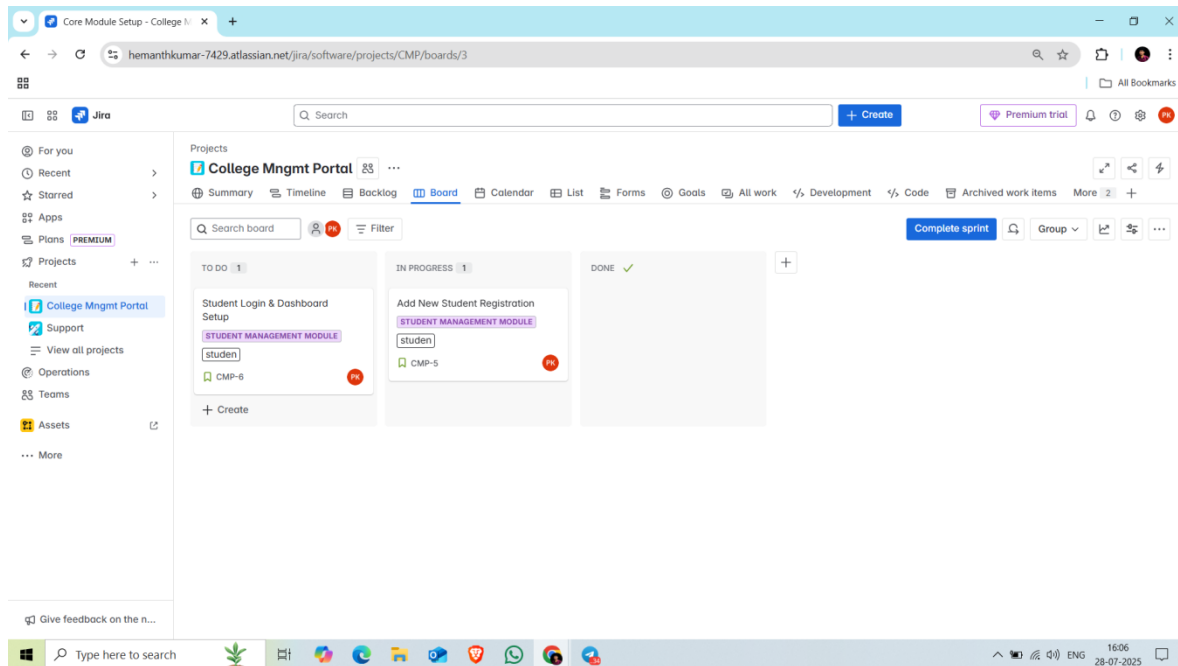 Core Module Setup - College M
hemanthkumar-7429.atlassian.net/jira/software/projects/CMP/boards/3
All Bookmarks
Jira
Search
+ Create
Premium trial
PK
For you
Recent
Starred
Apps
Plans PREMIUM
Projects
Recent
College Mngmt Portal
Support
View all projects
Operations
Teams
Assets
More
Give feedback on the n...
Projects
College Mngmt Portal
Summary Timeline Backlog Board Calendar List Forms Goals All work Development Code Archived work items More 2
Search board
PK
Filter
Complete sprint
Group
TO DO 1
Student Login & Dashboard
Setup
STUDENT MANAGEMENT MODULE
studen
CMP-6
PK
+ Create
IN PROGRESS 1
Add New Student Registration
STUDENT MANAGEMENT MODULE
studen
CMP-5
PK
DONE
Type here to search
ENG
16:06
28-07-2025